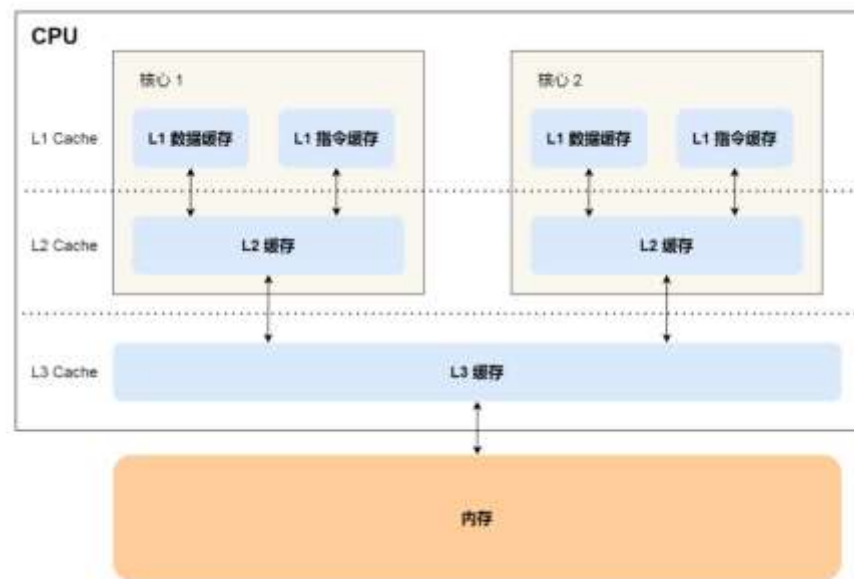 CPU
核心 1
核心 2
L1 Cache
L1 数据缓存
L1 指令缓存
L1 数据缓存
L1 指令缓存
L2 Cache
L2 缓存
L2 缓存
L3 Cache
L3 缓存
内存